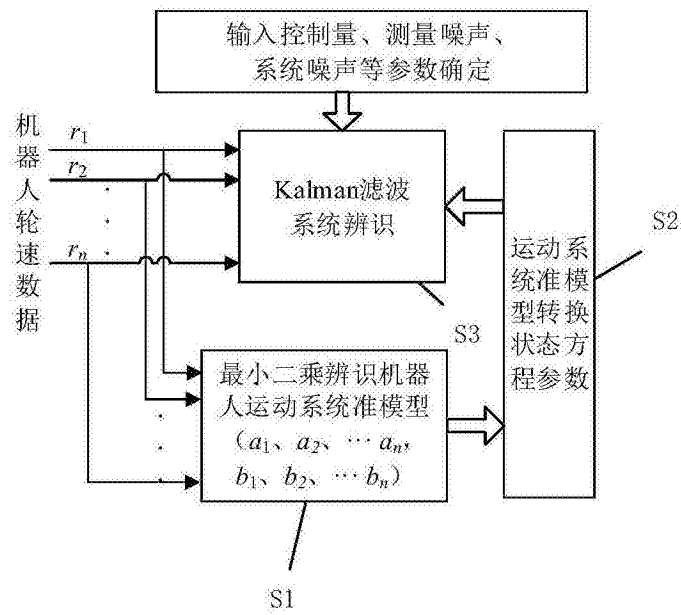 输入控制量、测量噪声、
系统噪声等参数确定
机器人轮速数据
r1
r2
rn
Kalman滤波
系统辨识
S3
运动系
统准模
型转换
状态方
程参数
S2
最小二乘辨识机器
人运动系统准模型
（a1、a2、…an,
b1、b2、…bn）
S1